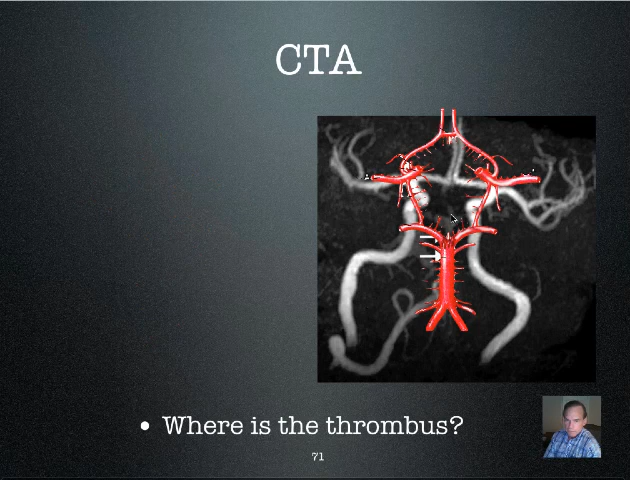 CTA
• Where is the thrombus?
71